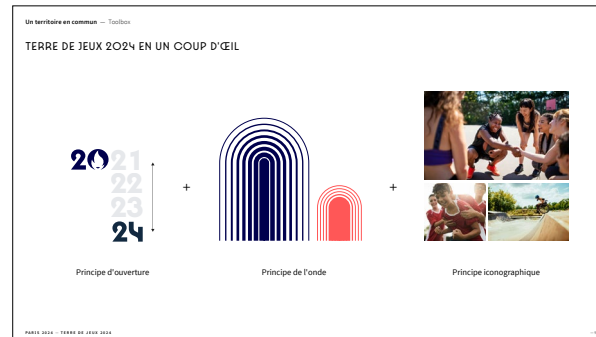 Un territoire en commun — Toolbox
TERRE DE JEUX 2024 EN UN COUP D'ŒIL
2021
22
23
24
+
+
Principe d'ouverture
Principe de l'onde
Principe iconographique
PARIS 2024 – TERRE DE JEUX 2024